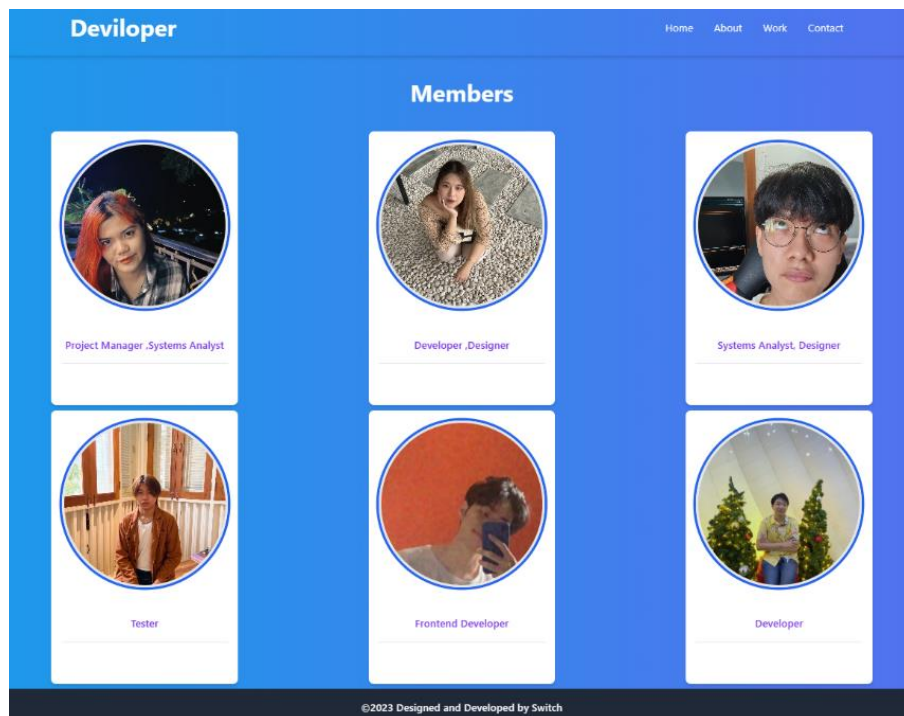 Deviloper
Home About Work Contact
Members
Project Manager ,Systems Analyst
Developer ,Designer
Systems Analyst, Designer
Tester
Frontend Developer
Developer
©2023 Designed and Developed by Switch